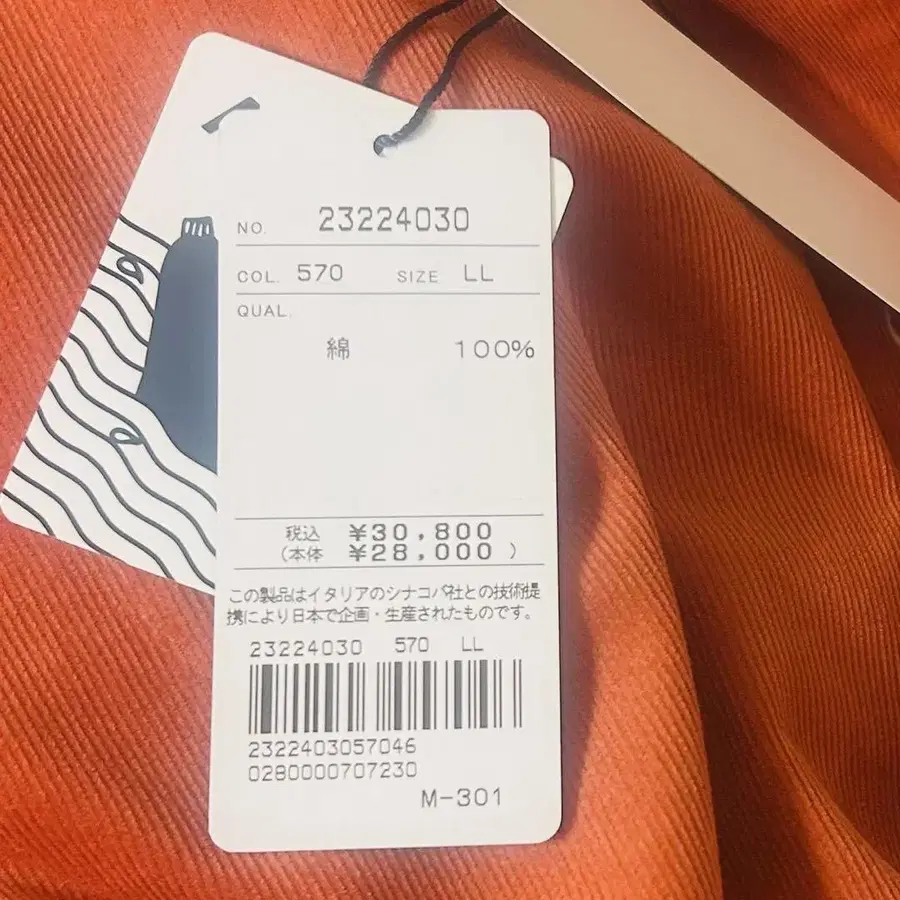 NO. 23224030
COL. 570 SIZE LL
QUAL.
綿 100%
税込 ¥30,800
(本体 ¥28,000 )
この製品はイタリアのシナコバ社との技術提
携により日本で企画・生産されたものです。
23224030 570 LL
2322403057046
0280000707230
M-301